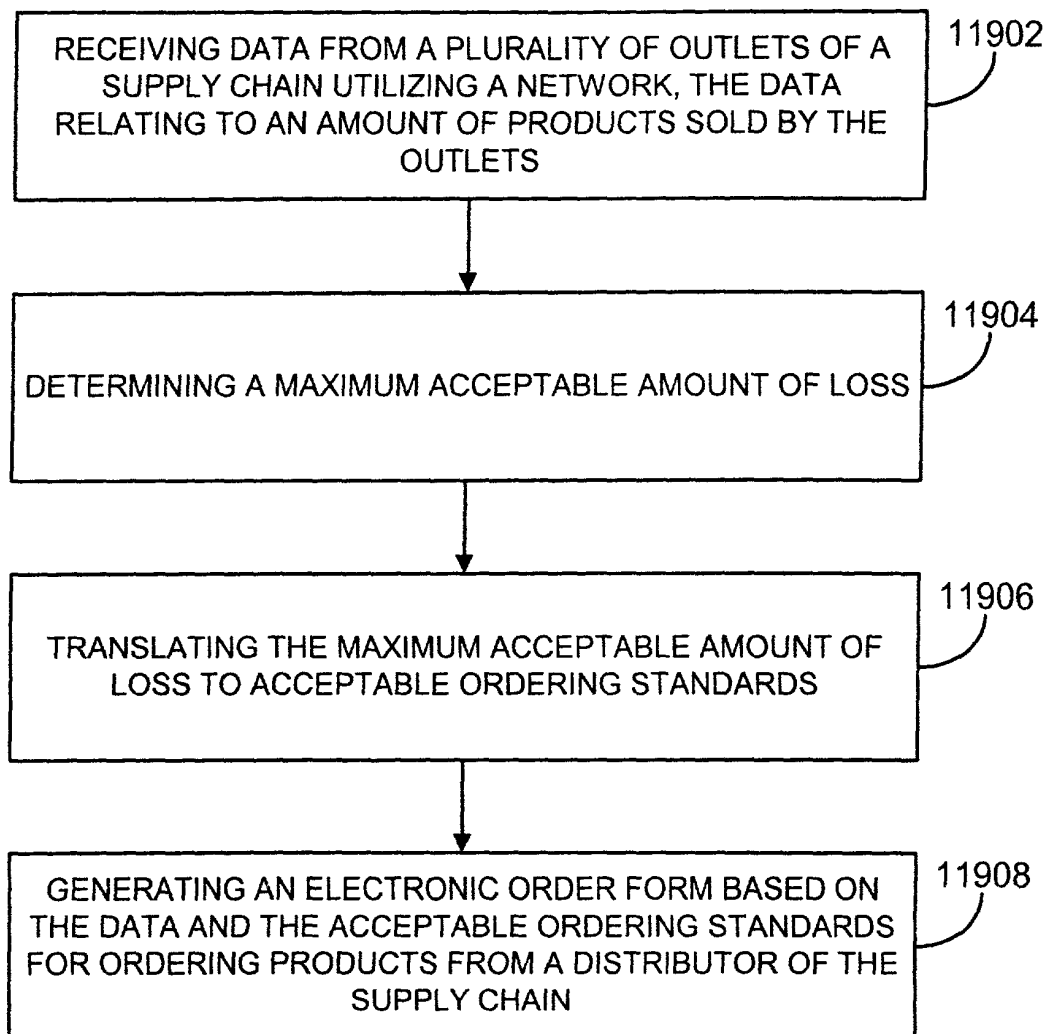 RECEIVING DATA FROM A PLURALITY OF OUTLETS OF A
SUPPLY CHAIN UTILIZING A NETWORK, THE DATA
RELATING TO AN AMOUNT OF PRODUCTS SOLD BY THE
OUTLETS
11902
DETERMINING A MAXIMUM ACCEPTABLE AMOUNT OF LOSS
11904
TRANSLATING THE MAXIMUM ACCEPTABLE AMOUNT OF
LOSS TO ACCEPTABLE ORDERING STANDARDS
11906
GENERATING AN ELECTRONIC ORDER FORM BASED ON
THE DATA AND THE ACCEPTABLE ORDERING STANDARDS
FOR ORDERING PRODUCTS FROM A DISTRIBUTOR OF THE
SUPPLY CHAIN
11908